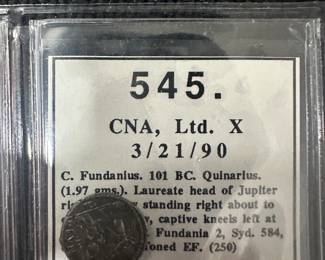 545.
CNA, Ltd. X
3/21/90
C. Fundanius. 101 BC. Quinarius.
(1.97 gms.). Laureate head of Jupiter
standing right about to
captive kneels left at
Fundania 2, Syd. 584,
toned EF. (250)